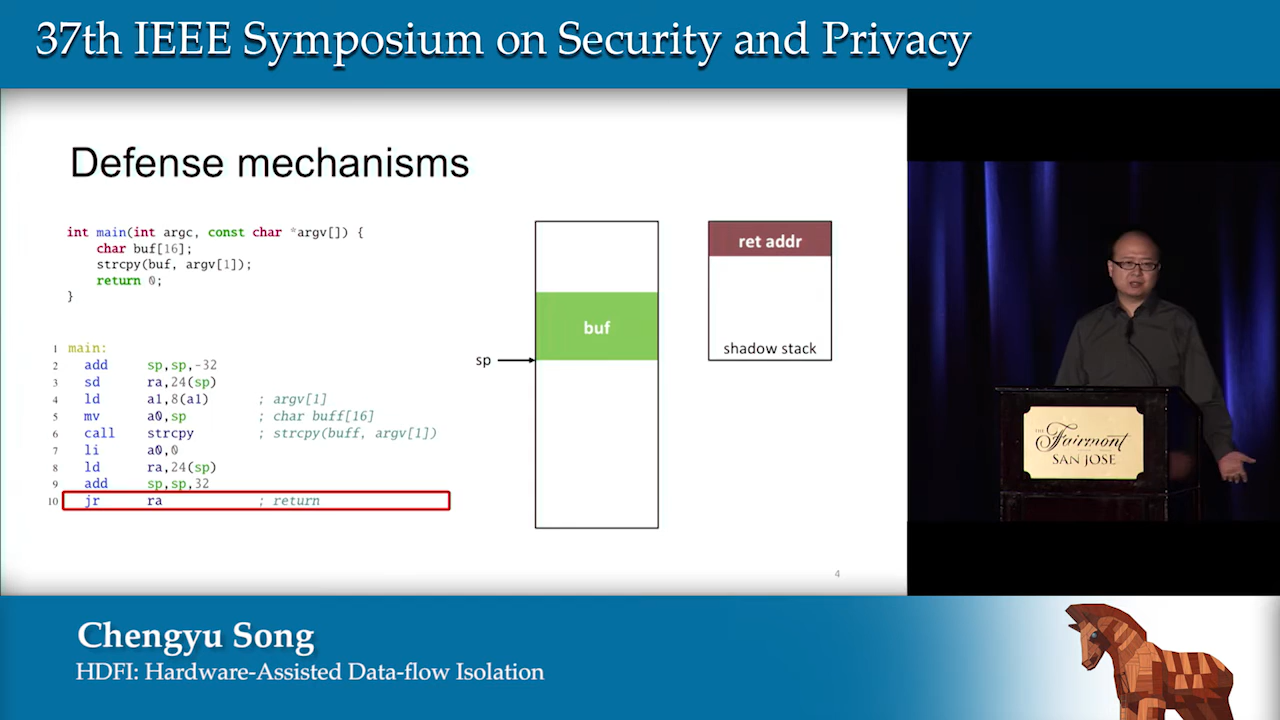 37th IEEE Symposium on Security and Privacy
Defense mechanisms
int main(int argc, const char *argv[]) {
char buf[16];
strcpy(buf, argv[1]);
return 0;
}
1 main:
2 add sp,sp,-32
3 sd ra,24(sp)
4 ld a1,8(a1) ; argv[1]
5 mv a0,sp ; char buff[16]
6 call strcpy ; strcpy(buff, argv[1])
7 li a0,0
8 ld ra,24(sp)
9 add sp,sp,32
10 jr ra ; return
sp
buf
ret addr
shadow stack
4
THE
Fairmont
SAN JOSE
Chengyu Song
HDFI: Hardware-Assisted Data-flow Isolation